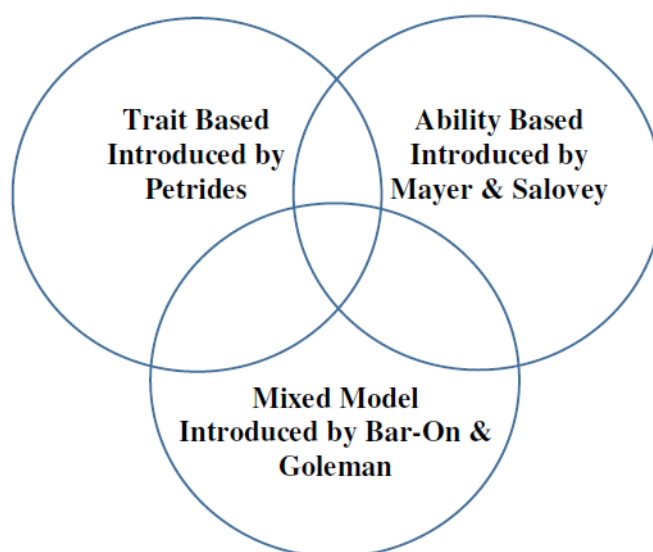 Trait Based
Introduced by
Petrides
Ability Based
Introduced by
Mayer & Salovey
Mixed Model
Introduced by Bar-On &
Goleman